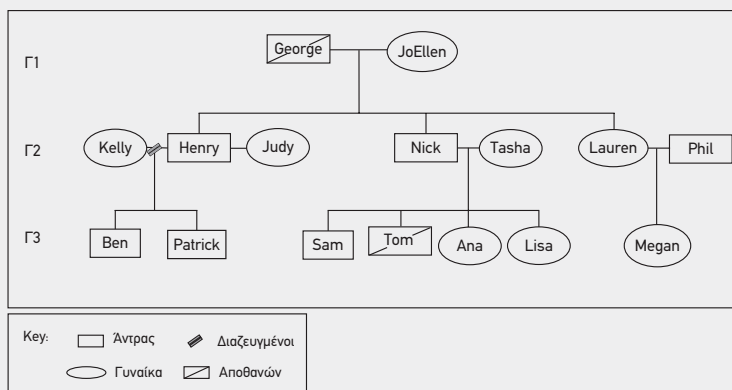 Γ1 George JoEllen
Γ2 Kelly Henry Judy Nick Tasha Lauren Phil
Γ3 Ben Patrick Sam Tom Ana Lisa Megan
Key: Άντρας Διαζευγμένοι
Γυναίκα Αποθανών